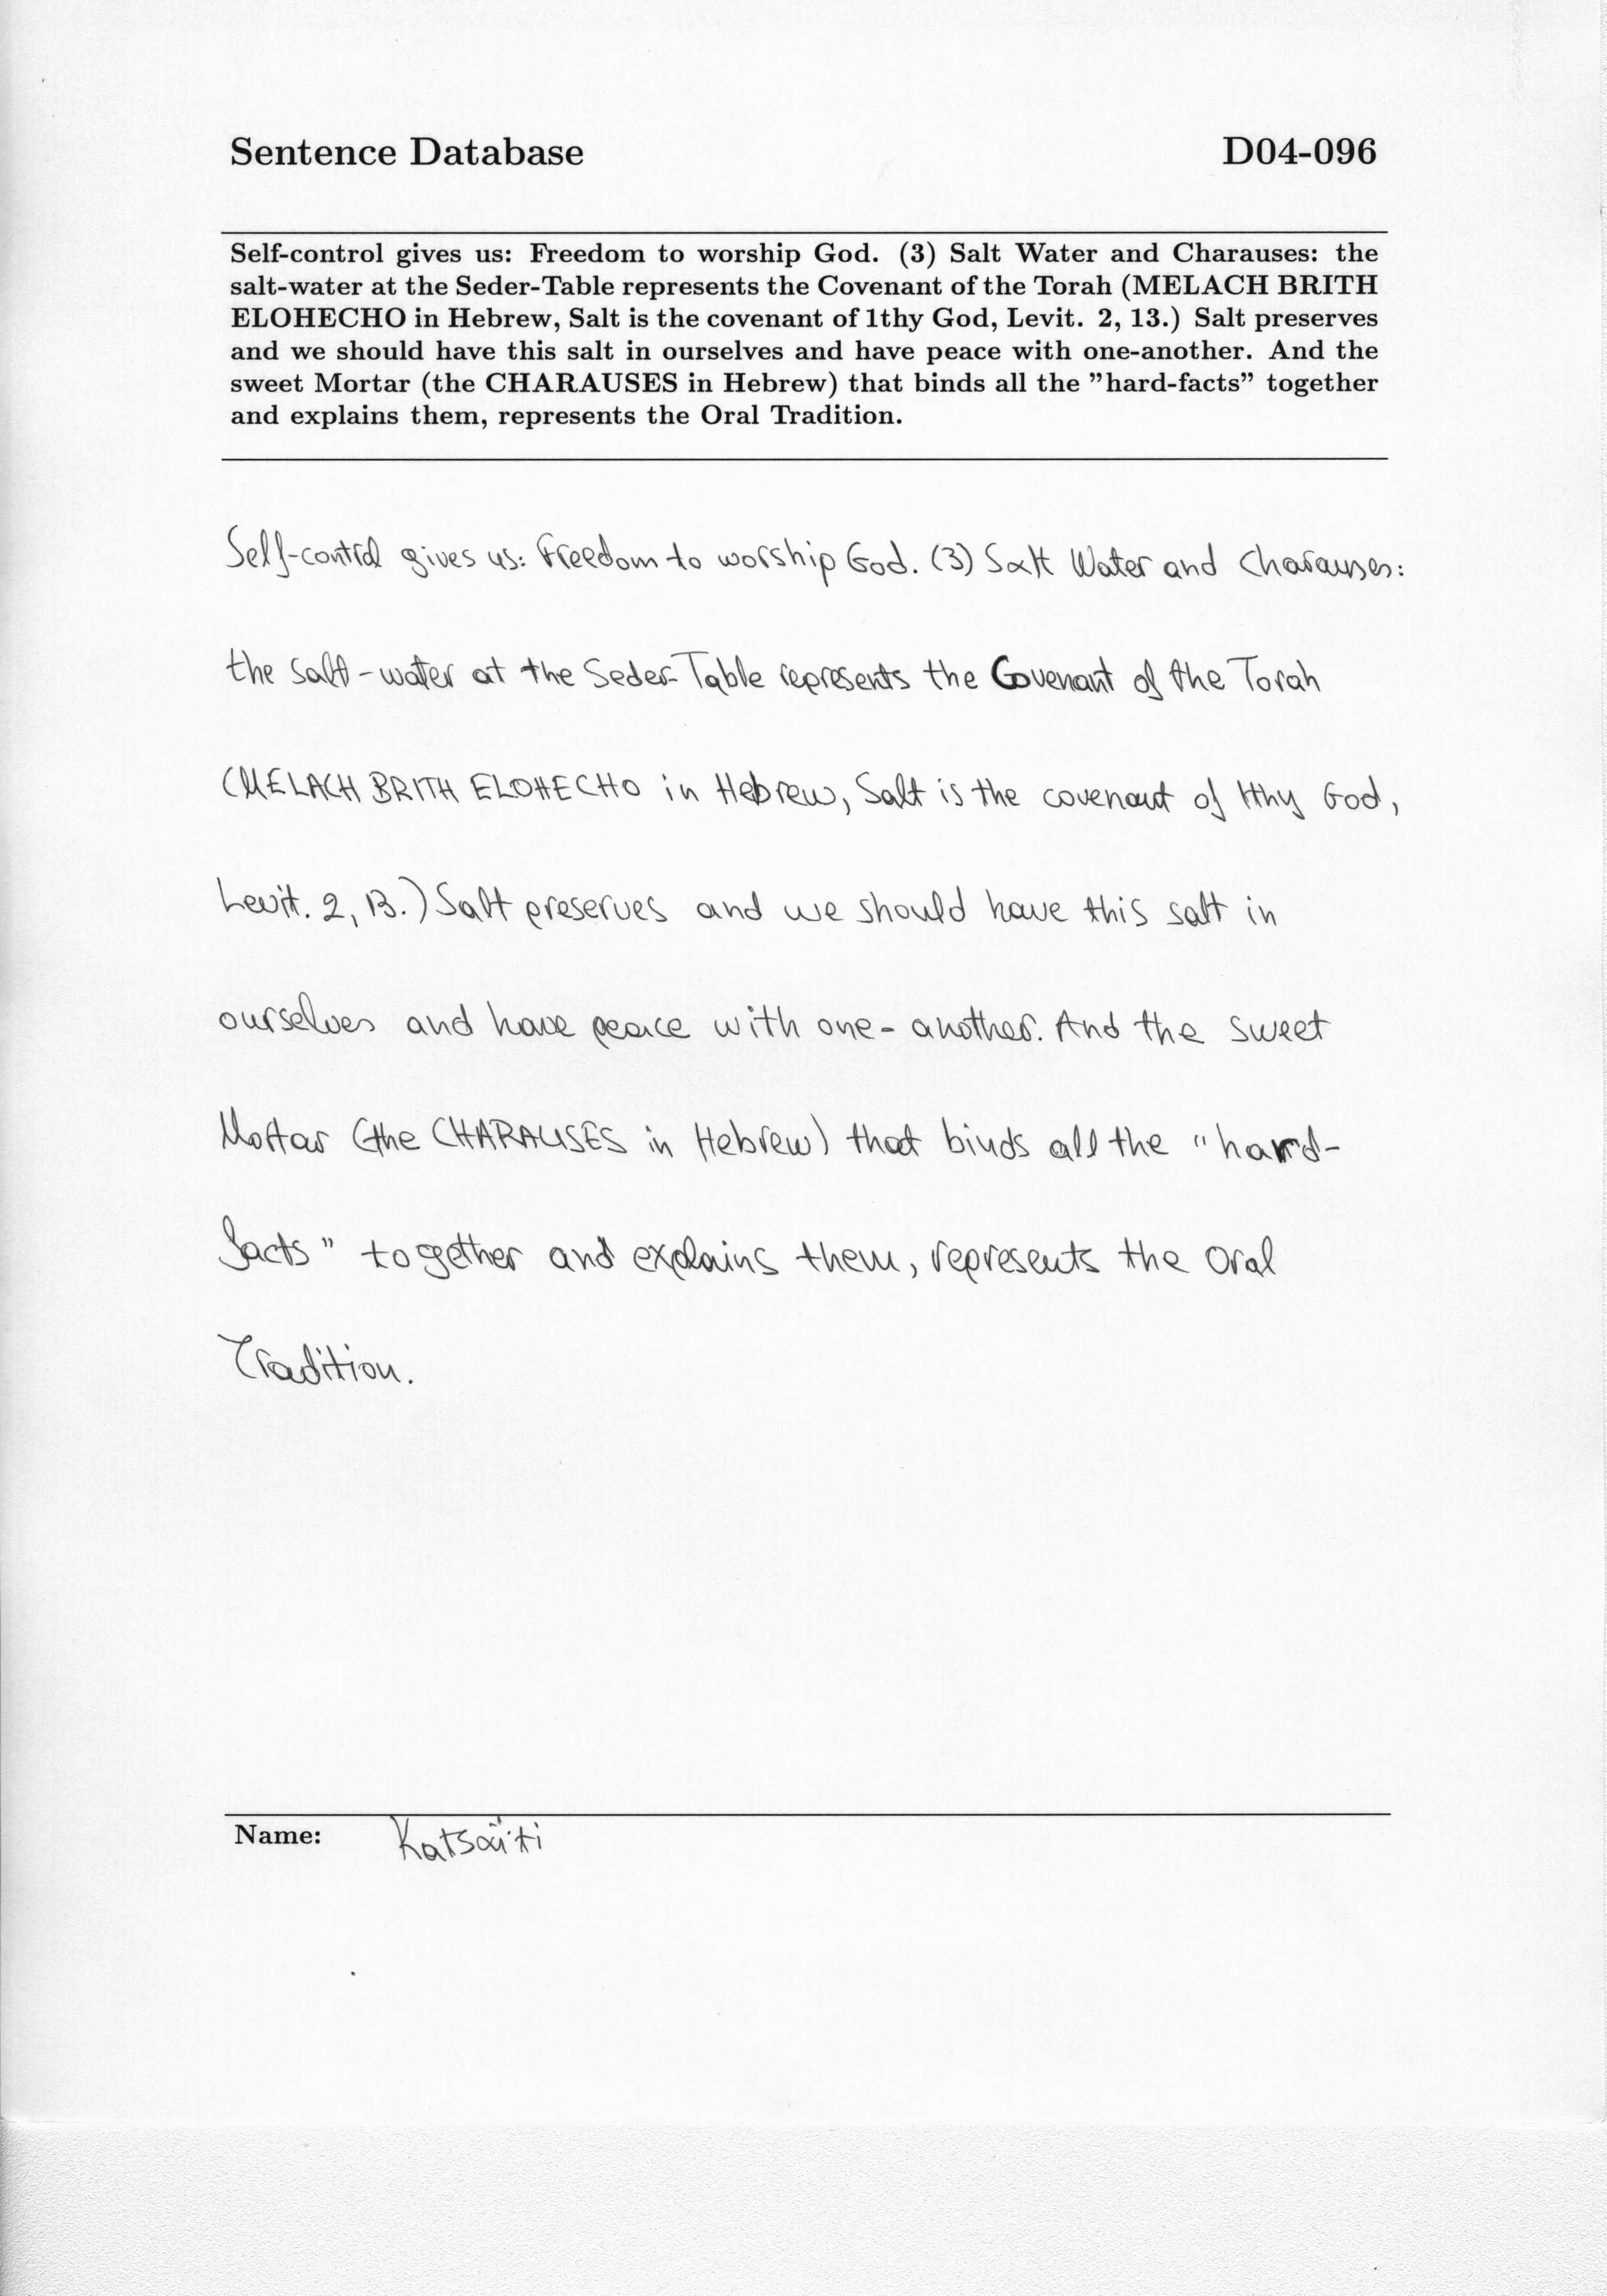 Sentence Database D04-096
Self-control gives us: Freedom to worship God. (3) Salt Water and Charauses: the
salt-water at the Seder-Table represents the Covenant of the Torah (MELACH BRITH
ELOHECHO in Hebrew, Salt is the covenant of 1thy God, Levit. 2, 13.) Salt preserves
and we should have this salt in ourselves and have peace with one-another. And the
sweet Mortar (the CHARAUSES in Hebrew) that binds all the ”hard-facts” together
and explains them, represents the Oral Tradition.
Self-control gives us: Freedom to worship God. (3) Salt Water and Charauses:
the salt-water at the Seder-Table represents the Covenant of the Torah
(MELACH BRITH ELOHECHO in Hebrew, Salt is the covenant of 1thy God,
Levit. 2, 13.) Salt preserves and we should have this salt in
ourselves and have peace with one-another. And the sweet
Mortar (the CHARAUSES in Hebrew) that binds all the "hard-
facts" together and explains them, represents the Oral
Tradition.
Name: Katsaïti